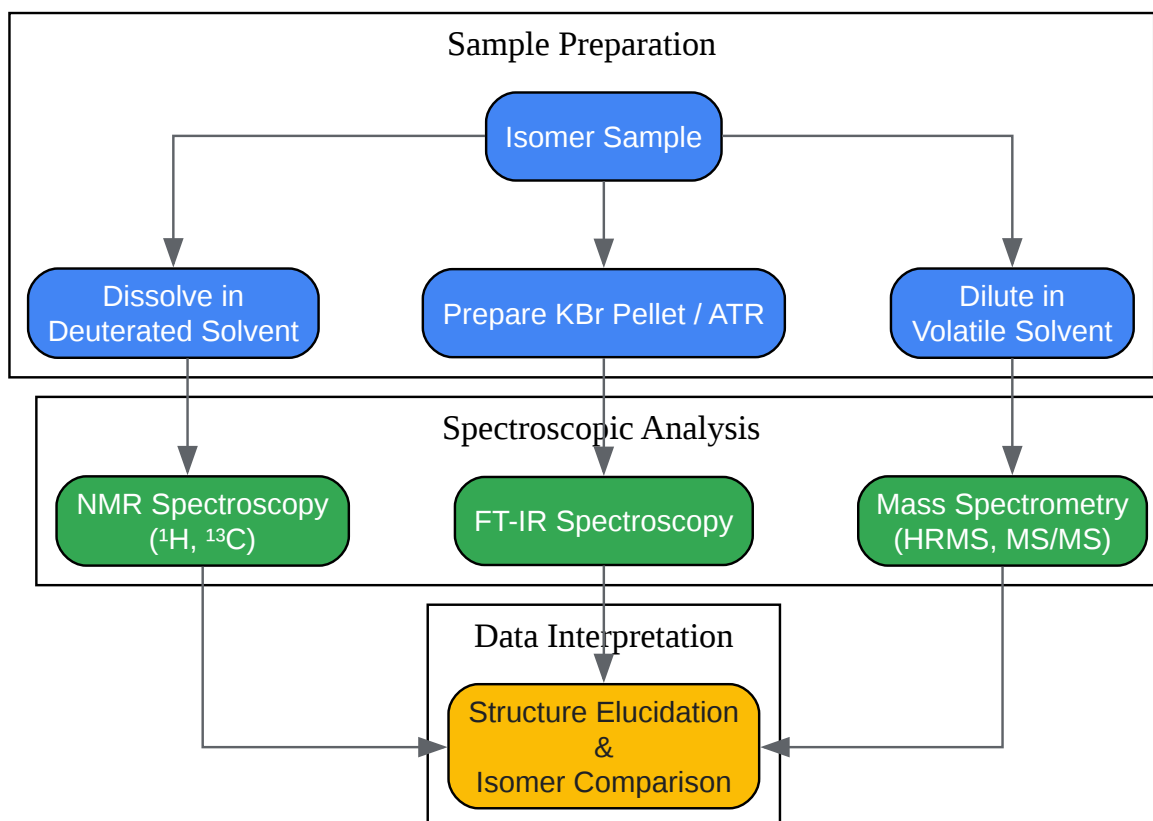 Sample Preparation
Isomer Sample
Dissolve in
Deuterated Solvent
Prepare KBr Pellet / ATR
Dilute in
Volatile Solvent
Spectroscopic Analysis
NMR Spectroscopy
(¹H, ¹³C)
FT-IR Spectroscopy
Mass Spectrometry
(HRMS, MS/MS)
Data Interpretation
Structure Elucidation
&
Isomer Comparison